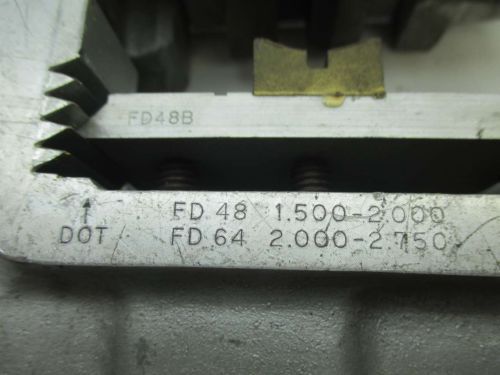 FD48B
↑ FD 48 1.500-2.000
DOT FD 64 2.000-2.750